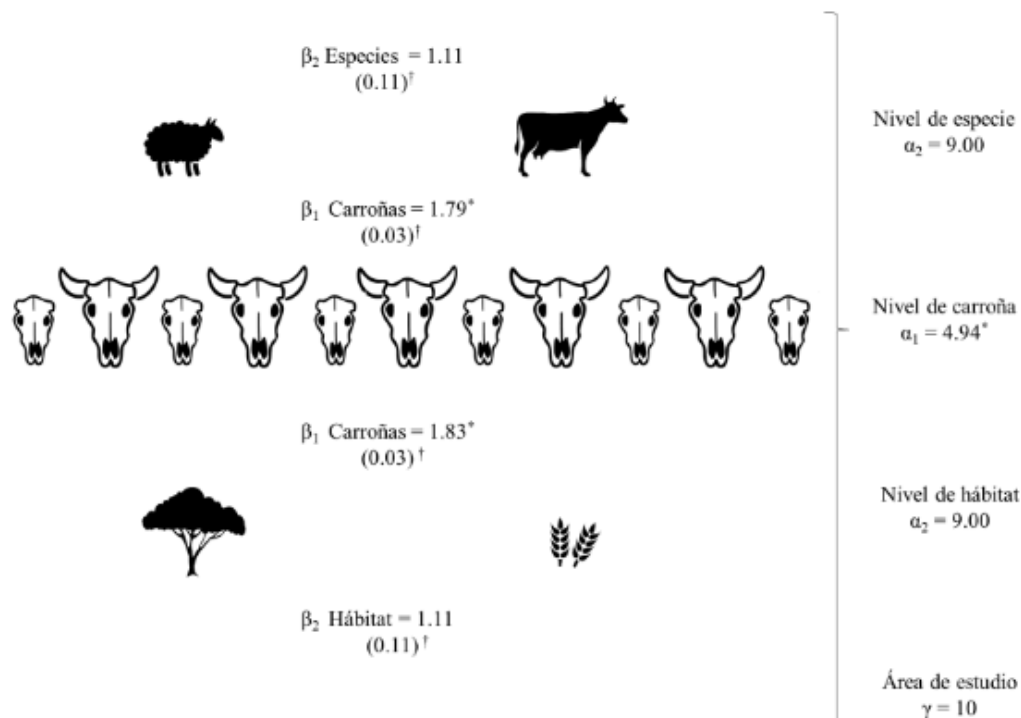 β₂ Especies = 1.11
(0.11)†
Nivel de especie
α₂ = 9.00
β₁ Carroñas = 1.79*
(0.03)†
Nivel de carroña
α₁ = 4.94*
β₁ Carroñas = 1.83*
(0.03) †
Nivel de hábitat
α₂ = 9.00
β₂ Hábitat = 1.11
(0.11) †
Área de estudio
γ = 10